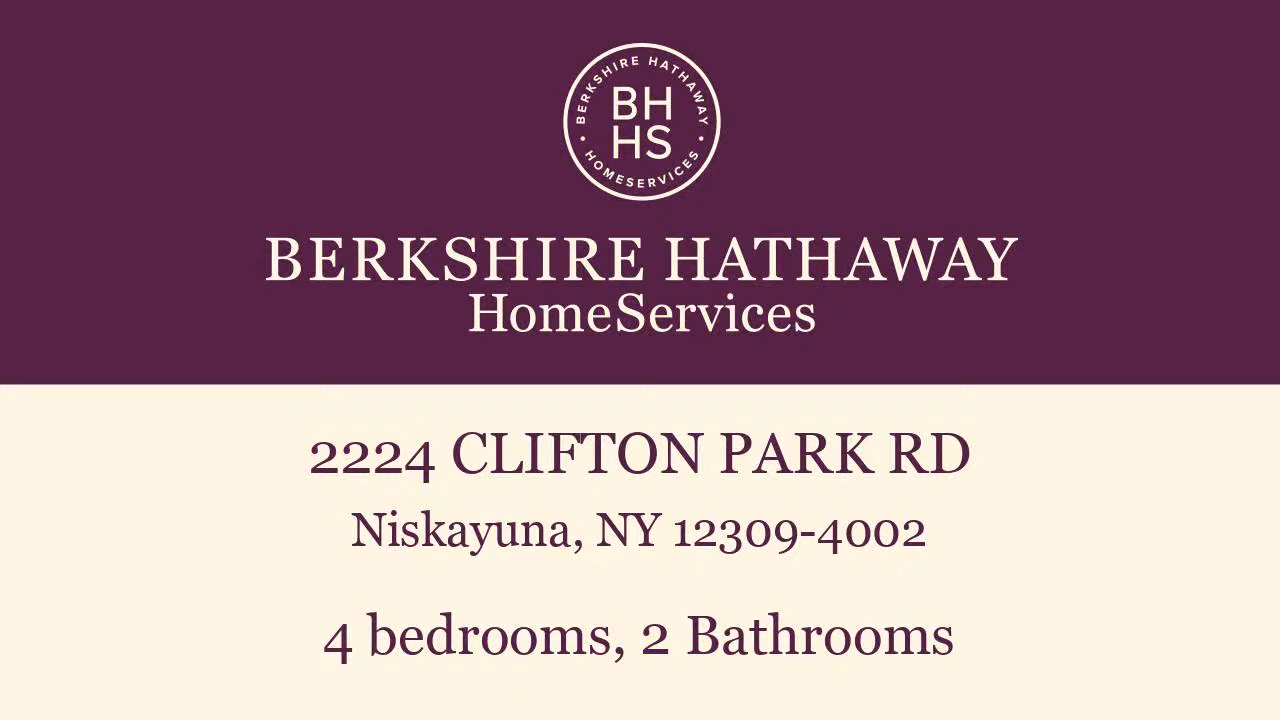 BERKSHIRE HATHAWAY
BH
HS
HOMESERVICES
BERKSHIRE HATHAWAY
HomeServices
2224 CLIFTON PARK RD
Niskayuna, NY 12309-4002
4 bedrooms, 2 Bathrooms